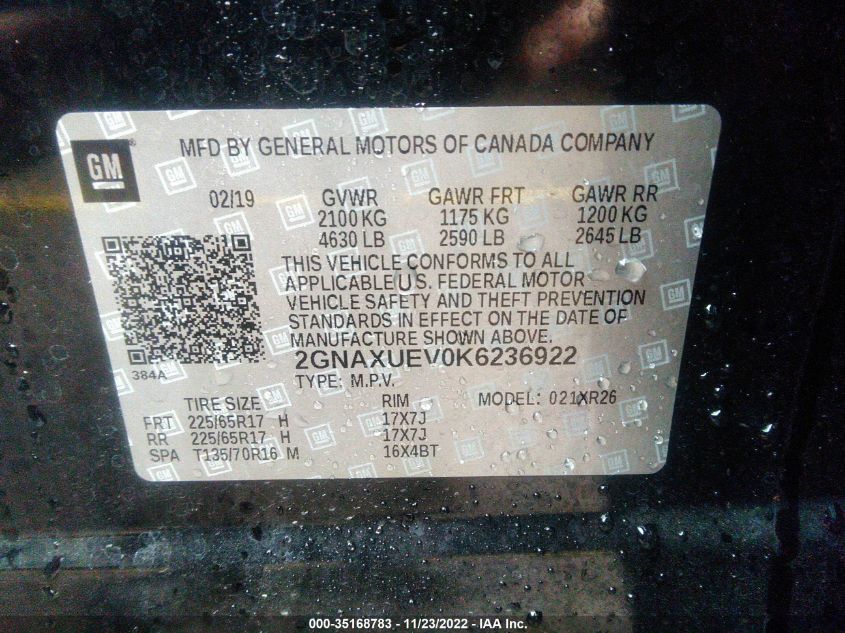 GM
MFD BY GENERAL MOTORS OF CANADA COMPANY
02/19 GVWR GAWR FRT GAWR RR
2100 KG 1175 KG 1200 KG
4630 LB 2590 LB 2645 LB
THIS VEHICLE CONFORMS TO ALL
APPLICABLE U.S. FEDERAL MOTOR
VEHICLE SAFETY AND THEFT PREVENTION
STANDARDS IN EFFECT ON THE DATE OF
MANUFACTURE SHOWN ABOVE.
2GNAXUEV0K6236922
384A
TYPE: M.P.V.
TIRE SIZE RIM MODEL: 021XR26
FRT 225/65R17 H 17X7J
RR 225/65R17 H 17X7J
SPA T135/70R16 M 16X4BT
000-35168783 — 11/23/2022 - IAA Inc.